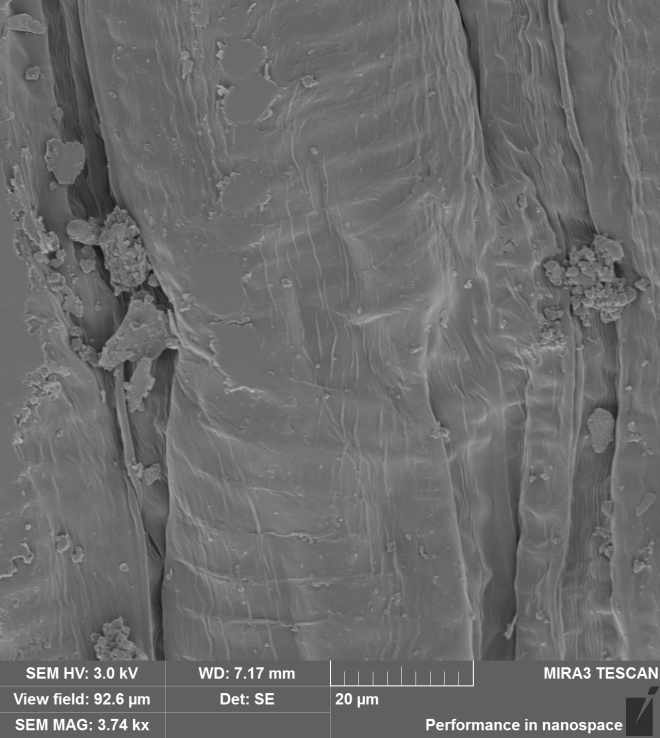 SEM HV: 3.0 kV WD: 7.17 mm MIRA3 TESCAN
View field: 92.6 µm Det: SE 20 µm
SEM MAG: 3.74 kx Performance in nanospace